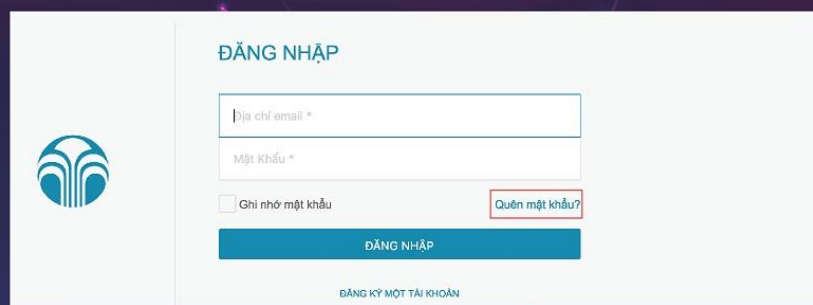 ĐĂNG NHẬP
Địa chỉ email *
Mật Khẩu *
Ghi nhớ mật khẩu
Quên mật khẩu?
ĐĂNG NHẬP
ĐĂNG KÝ MỘT TÀI KHOẢN